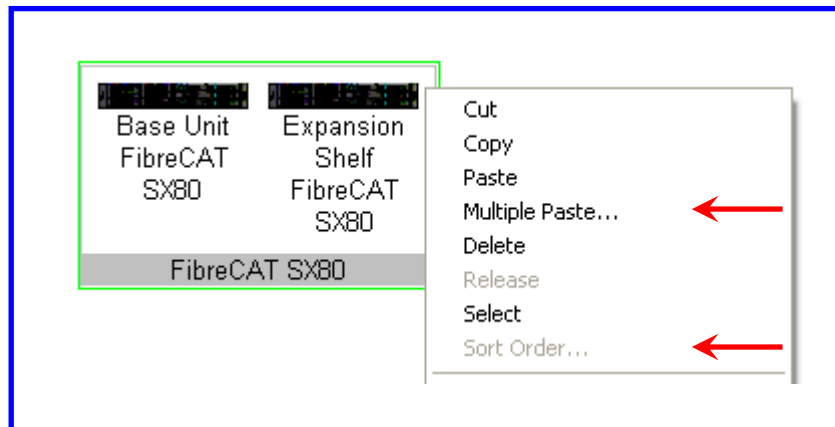 Base Unit
FibreCAT
SX80
Expansion
Shelf
FibreCAT
SX80
FibreCAT SX80
Cut
Copy
Paste
Multiple Paste...
Delete
Release
Select
Sort Order...